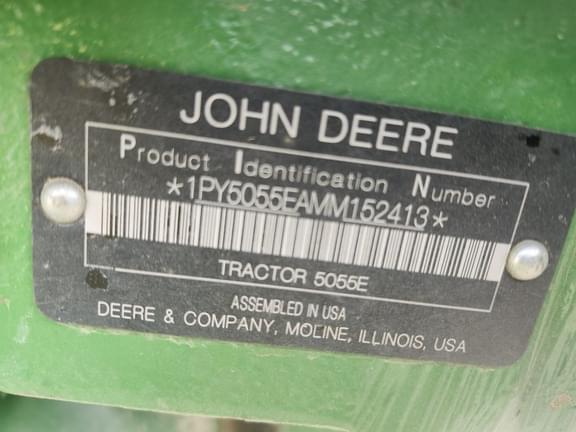 JOHN DEERE
Product Identification Number
*1PY5055EAMM152413*
TRACTOR 5055E
ASSEMBLED IN USA
DEERE & COMPANY, MOLINE, ILLINOIS, USA